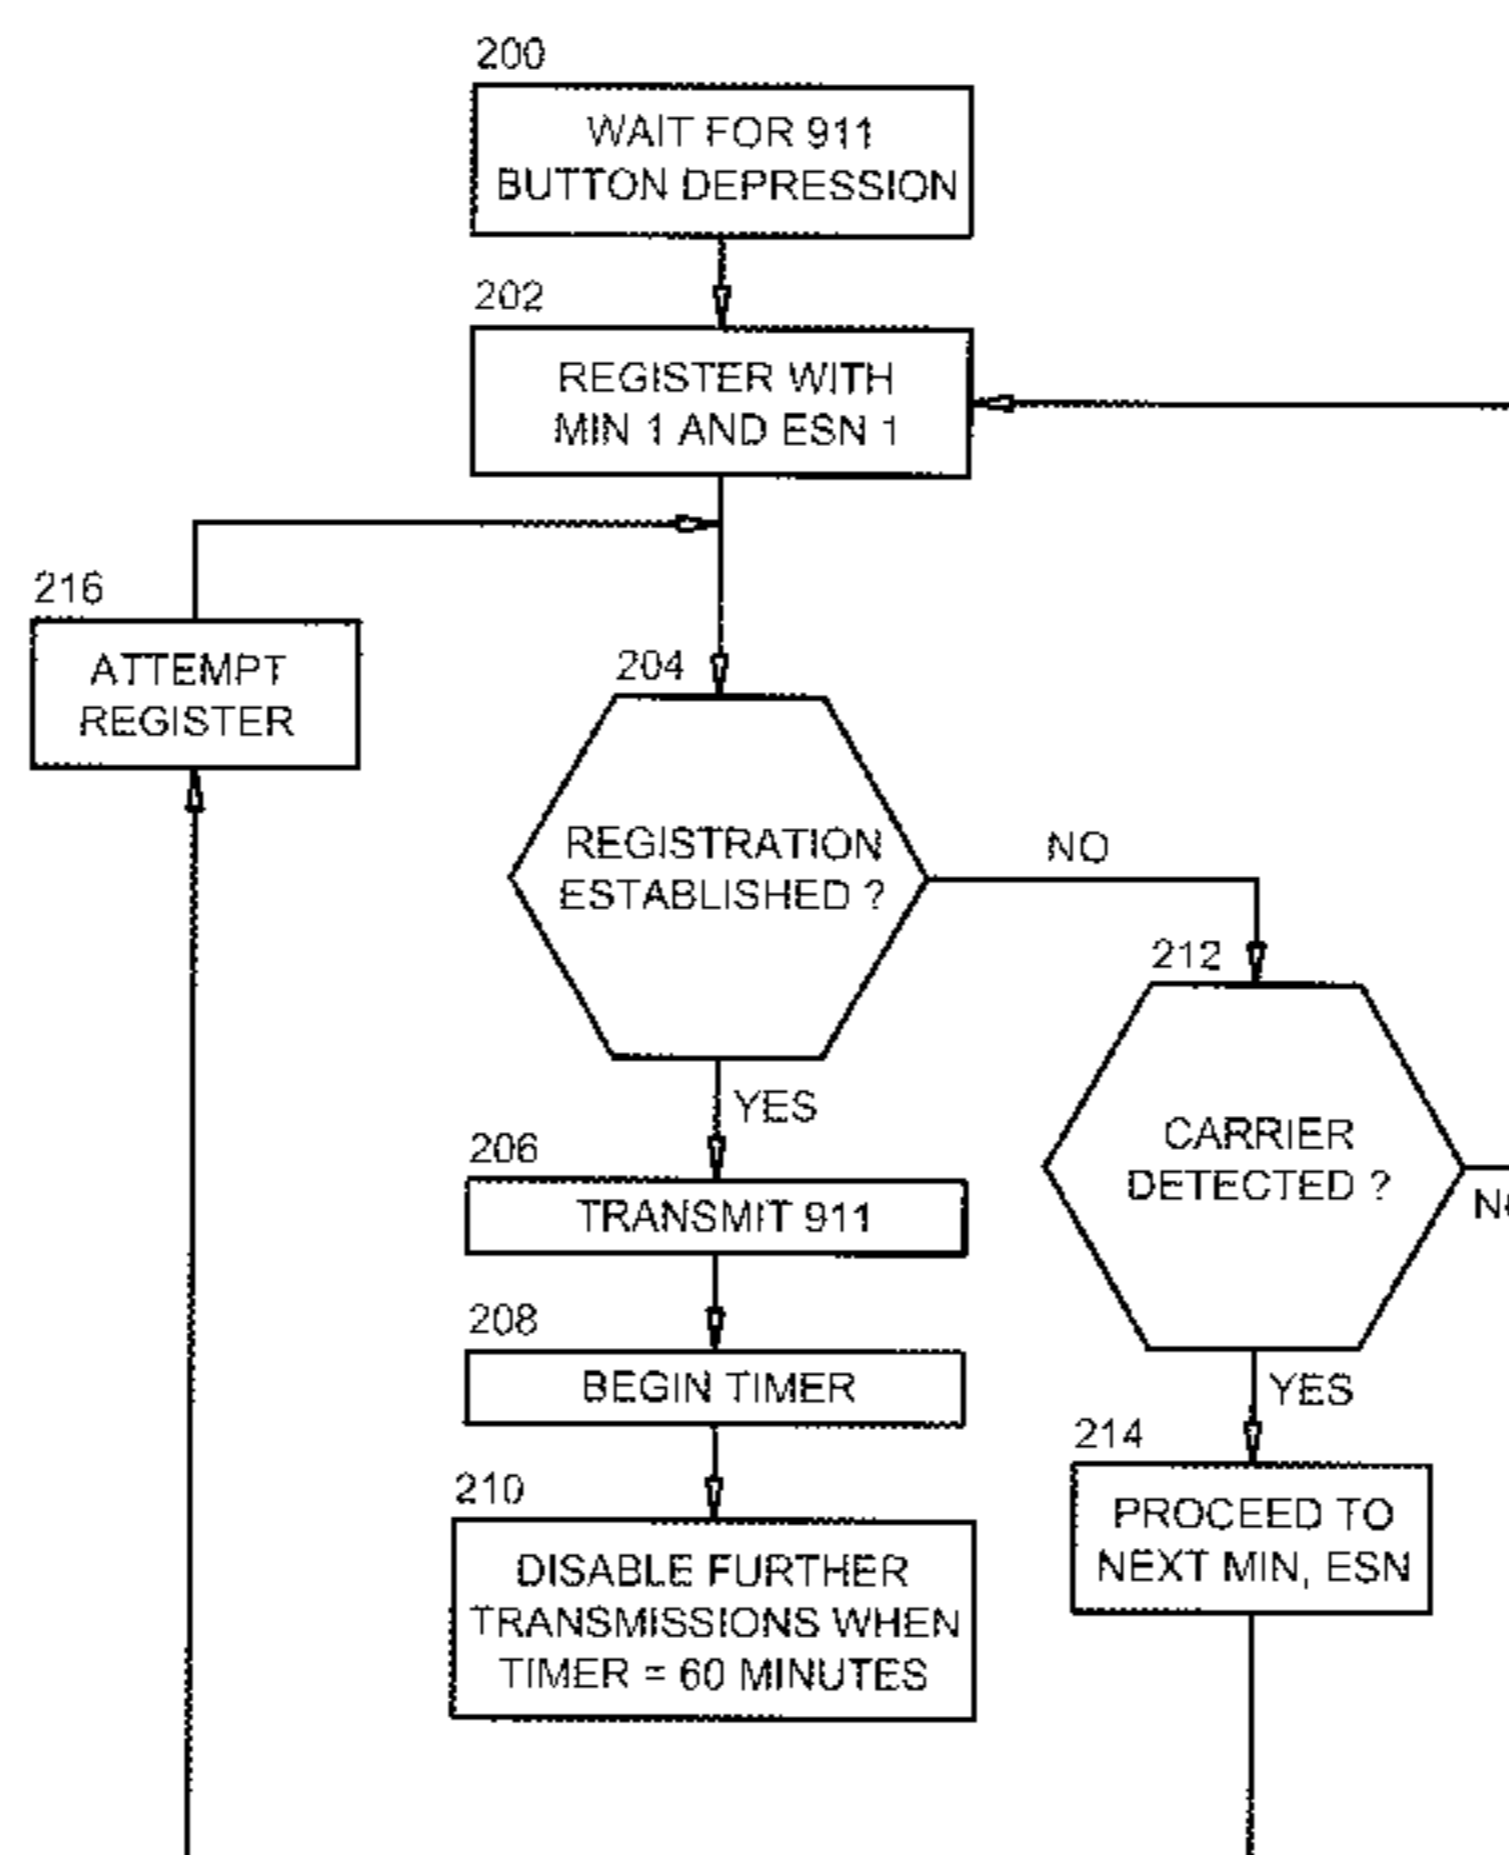 200
WAIT FOR 911
BUTTON DEPRESSION
202
REGISTER WITH
MIN 1 AND ESN 1
216
ATTEMPT
REGISTER
204
REGISTRATION
ESTABLISHED ?
NO
212
CARRIER
DETECTED ?
YES
206
TRANSMIT 911
208
BEGIN TIMER
YES
214
PROCEED TO
NEXT MIN, ESN
210
DISABLE FURTHER
TRANSMISSIONS WHEN
TIMER = 60 MINUTES